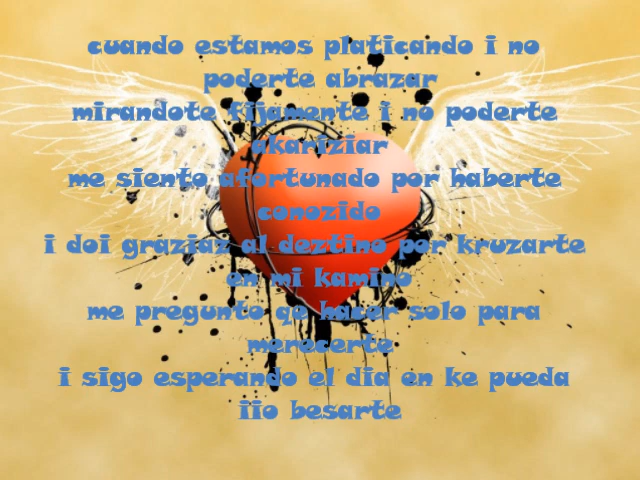 cuando estamos platicando i no
poderte abrazar
mirandote fijamente i no poderte
akariziar
me siento afortunado por haberte
conozido
i doi graziaz al deztino por kruzarte
en mi kamino
me pregunto qe hacer solo para
merecerte
i sigo esperando el dia en ke pueda
iio besarte